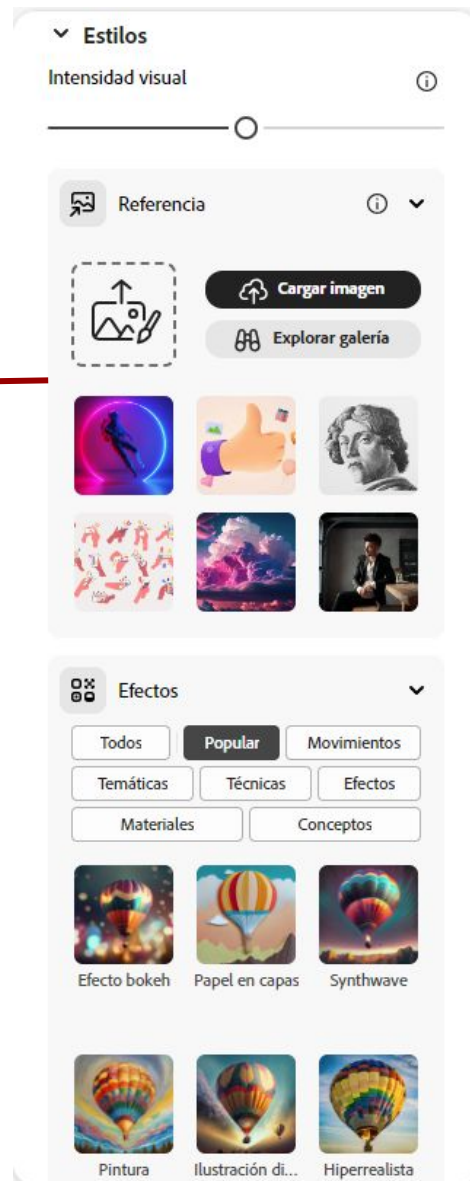 Estilos
Intensidad visual
Referencia
Cargar imagen
Explorar galería
Efectos
Todos Popular Movimientos
Temáticas Técnicas Efectos
Materiales Conceptos
Efecto bokeh Papel en capas Synthwave
Pintura Ilustración di... Hiperrealista